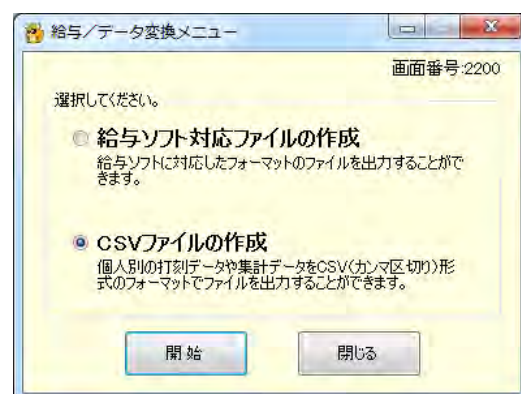 給与／データ変換メニュー
画面番号:2200
選択してください。
給与ソフト対応ファイルの作成
給与ソフトに対応したフォーマットのファイルを出力することがで
きます。
CSVファイルの作成
個人別の打刻データや集計データをCSV(カンマ区切り)形
式のフォーマットでファイルを出力することができます。
開始
閉じる